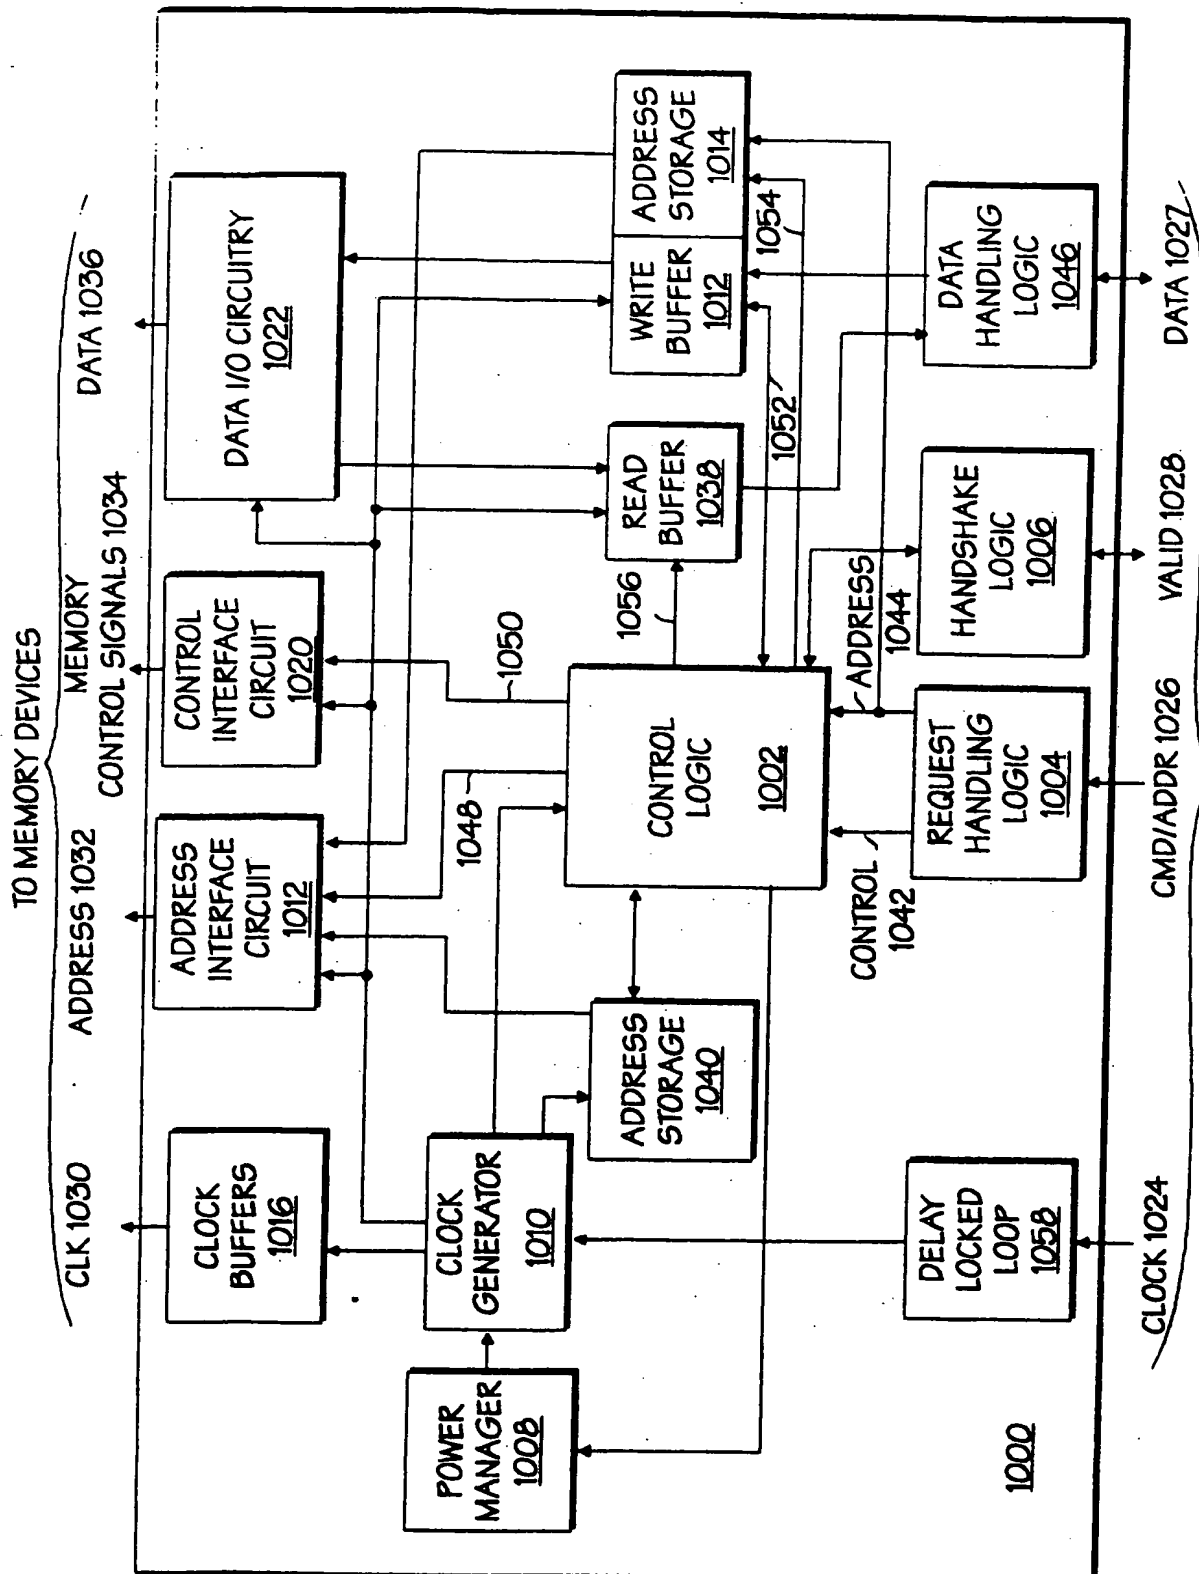 TO MEMORY DEVICES
CLK 1030
ADDRESS 1032
MEMORY
CONTROL SIGNALS 1034
DATA 1036
CLOCK
BUFFERS
1016
ADDRESS
INTERFACE
CIRCUIT
1012
CONTROL
INTERFACE
CIRCUIT
1020
DATA I/O CIRCUITRY
1022
POWER
MANAGER
1008
CLOCK
GENERATOR
1010
1048
1050
ADDRESS
STORAGE
1040
CONTROL
LOGIC
1002
1056
READ
BUFFER
1038
WRITE
BUFFER
1012
ADDRESS
STORAGE
1014
1052
1054
CONTROL
1042
ADDRESS
1044
DELAY
LOCKED
LOOP
1058
REQUEST
HANDLING
LOGIC
1004
HANDSHAKE
LOGIC
1006
DATA
HANDLING
LOGIC
1046
1000
CLOCK 1024
CMD/ADDR 1026
VALID 1028
DATA 1027